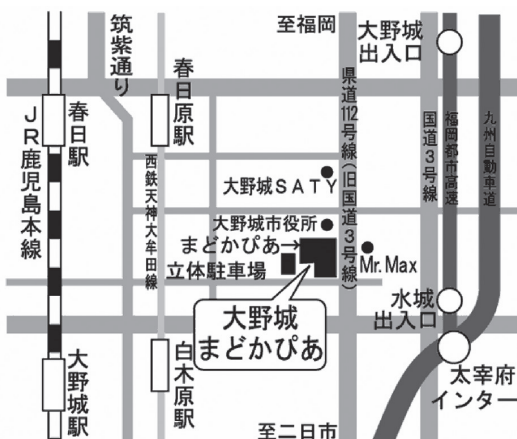 至福岡
大野城
出入口
筑紫通り
春日原駅
春日駅
JR鹿児島本線
西鉄天神大牟田線
県道112号線(旧国道3号線)
国道3号線
福岡都市高速
九州自動車道
大野城SATY
大野城市役所
まどかぴあ→
立体駐車場
Mr.Max
大野城
まどかぴあ
水城
出入口
太宰府
インター
大野城駅
白木原駅
至二日市